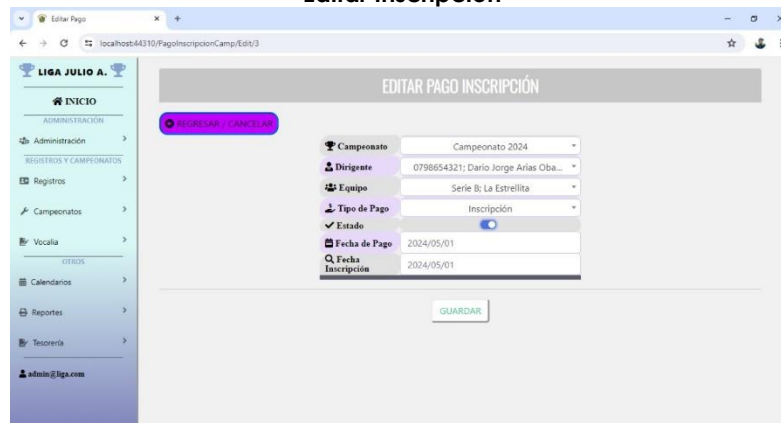 Editar Inscripción
Editar Pago
localhost:44310/PagoInscripcionCamp/Edit/3
LIGA JULIO A.
INICIO
ADMINISTRACIÓN
Administración
REGISTROS Y CAMPEONATOS
Registros
Campeonatos
Vocalia
OTROS
Calendarios
Reportes
Tesorería
admin@liga.com
EDITAR PAGO INSCRIPCIÓN
REGRESAR / CANCELAR
Campeonato Campeonato 2024
Dirigente 0798654321; Dario Jorge Arias Oba...
Equipo Serie B; La Estrellita
Tipo de Pago Inscripción
Estado
Fecha de Pago 2024/05/01
Fecha
Inscripción 2024/05/01
GUARDAR